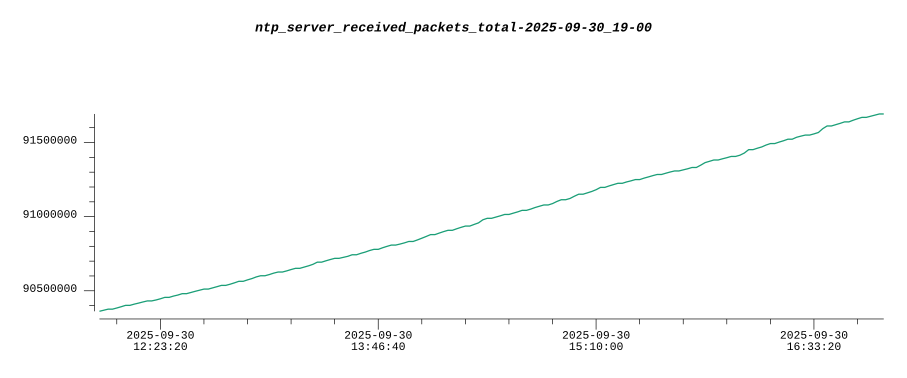 ntp_server_received_packets_total-2025-09-30_19-00
91500000
91000000
90500000
2025-09-30 2025-09-30 2025-09-30 2025-09-30
12:23:20 13:46:40 15:10:00 16:33:20